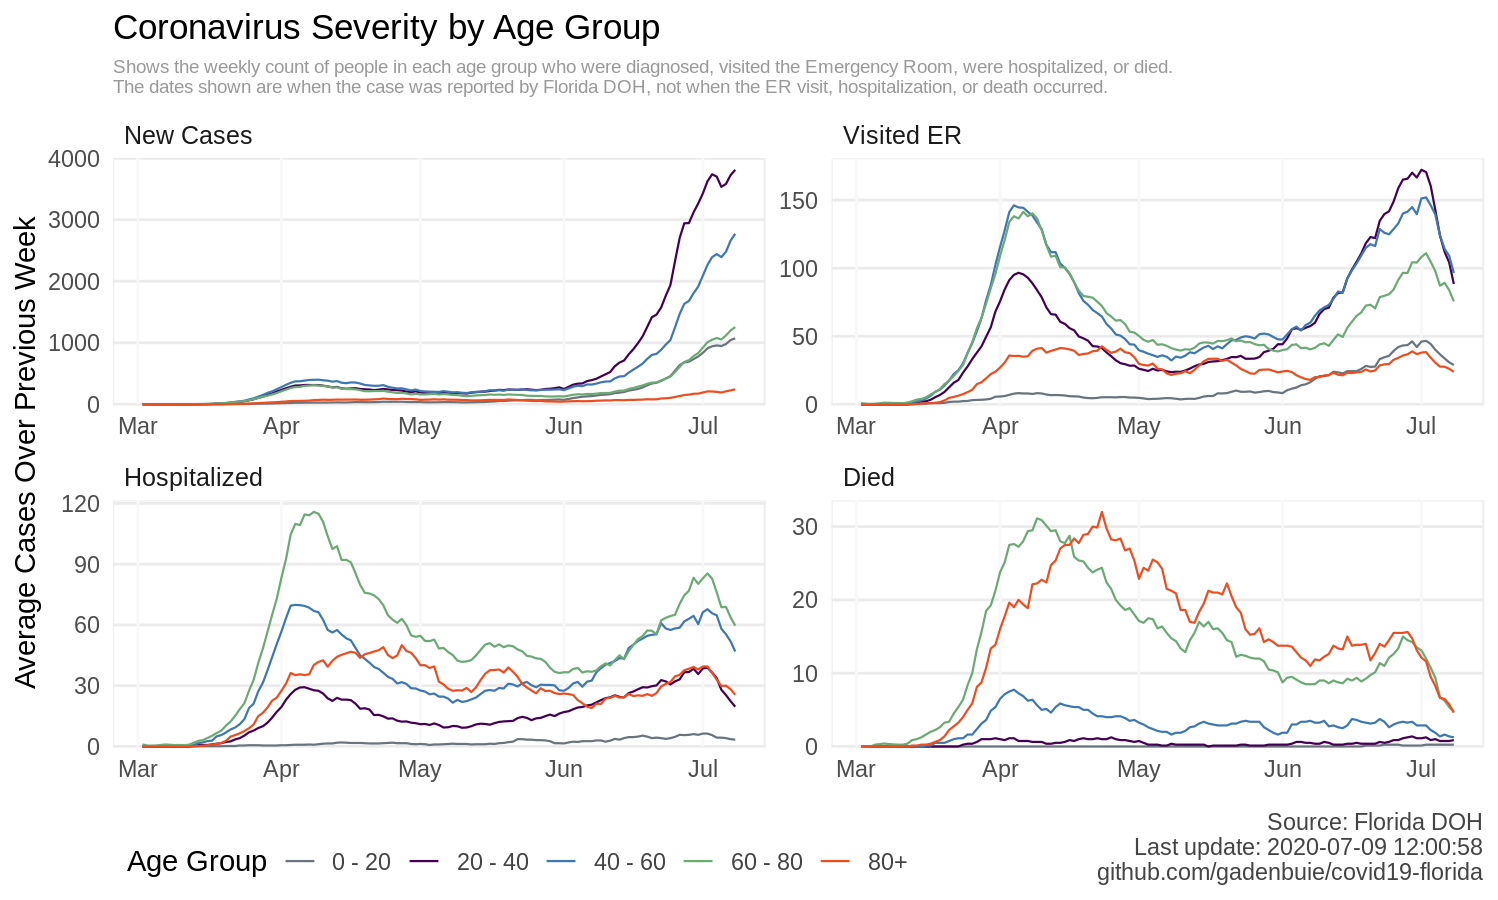 Coronavirus Severity by Age Group
Shows the weekly count of people in each age group who were diagnosed, visited the Emergency Room, were hospitalized, or died.
The dates shown are when the case was reported by Florida DOH, not when the ER visit, hospitalization, or death occurred.
Average Cases Over Previous Week
New Cases
4000
3000
2000
1000
0
Mar Apr May Jun Jul
Visited ER
150
100
50
0
Mar Apr May Jun Jul
Hospitalized
120
90
60
30
0
Mar Apr May Jun Jul
Died
30
20
10
0
Mar Apr May Jun Jul
Age Group 0 - 20 20 - 40 40 - 60 60 - 80 80+
Source: Florida DOH
Last update: 2020-07-09 12:00:58
github.com/gadenbuie/covid19-florida